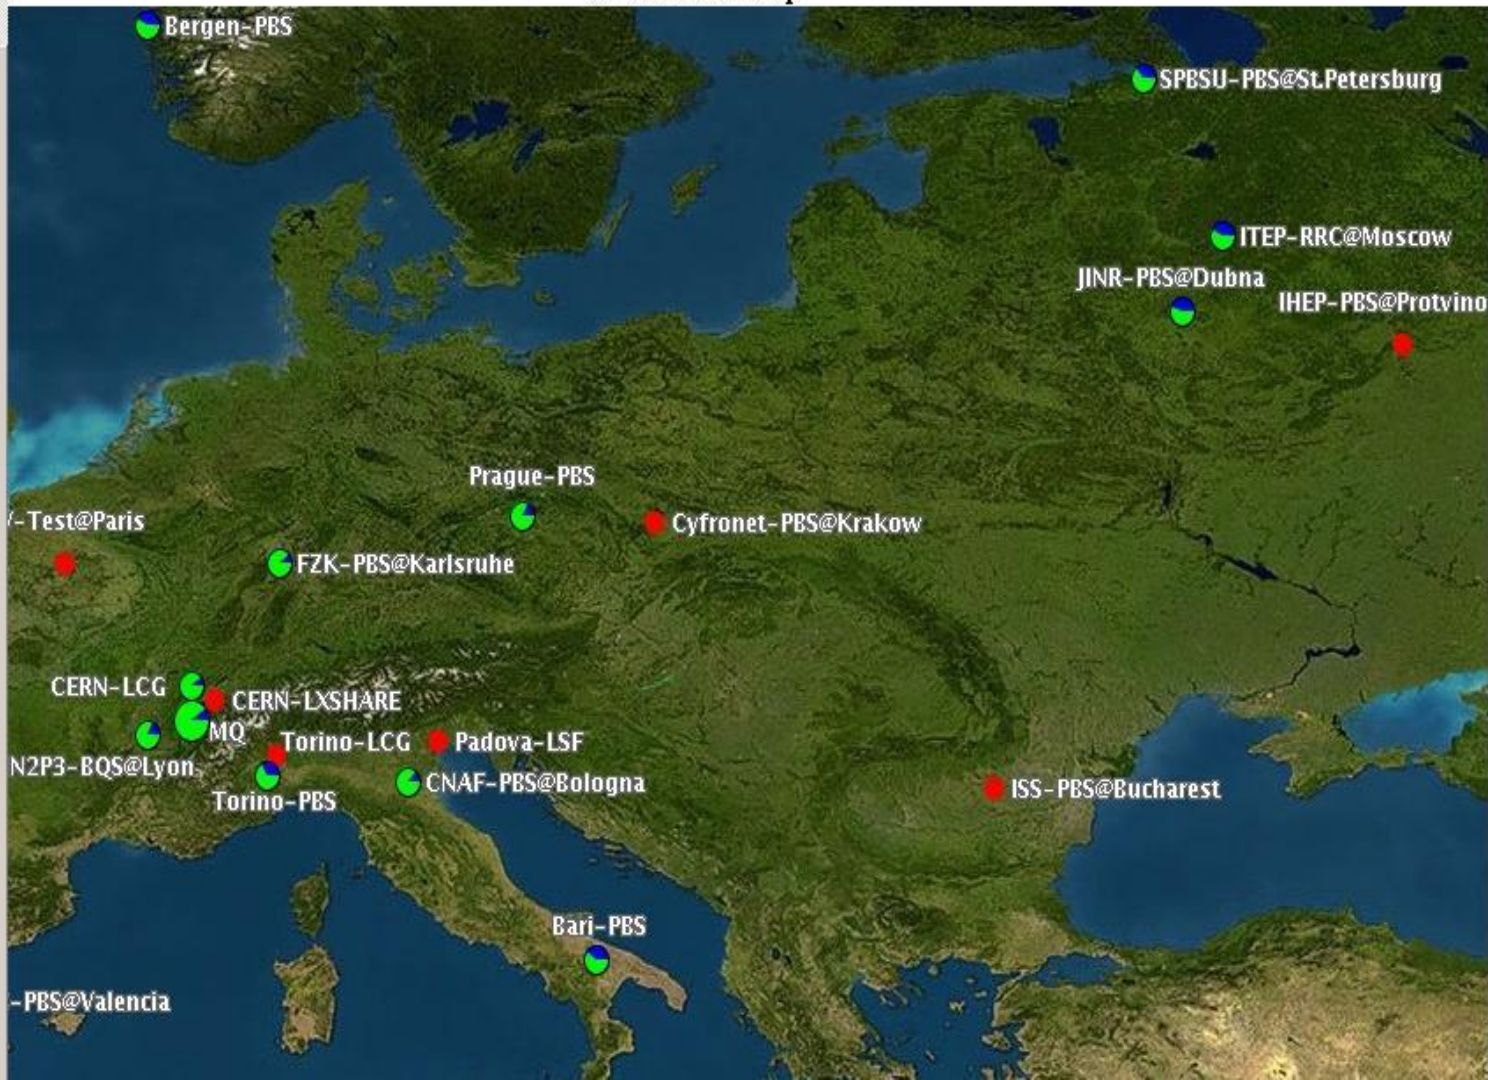 Bergen-PBS
SPBSU-PBS@St.Petersburg
ITEP-RRC@Moscow
JINR-PBS@Dubna
IHEP-PBS@Protvino
Prague-PBS
Cyfronet-PBS@Krakow
-Test@Paris
FZK-PBS@Karlsruhe
CERN-LCG
CERN-LXSHARE
MQ
Torino-LCG
Padova-LSF
N2P3-BQS@Lyon
CNAF-PBS@Bologna
ISS-PBS@Bucharest
Torino-PBS
Bari-PBS
-PBS@Valencia